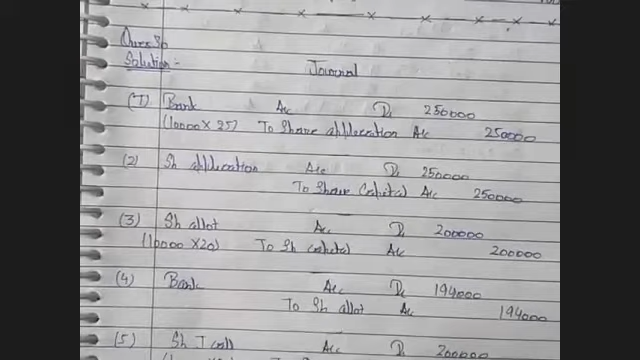 Ques 36
Solution :-
Journal
(1) Bank A/c Dr 250000
(10000 × 25) To Share application A/c 250000
(2) Sh application A/c Dr 250000
To Share Capital A/c 250000
(3) Sh allot A/c Dr 200000
(10000 × 20) To Sh capital A/c 200000
(4) Bank A/c Dr 194000
To Sh allot A/c 194000
(5) Sh I call A/c Dr 200000